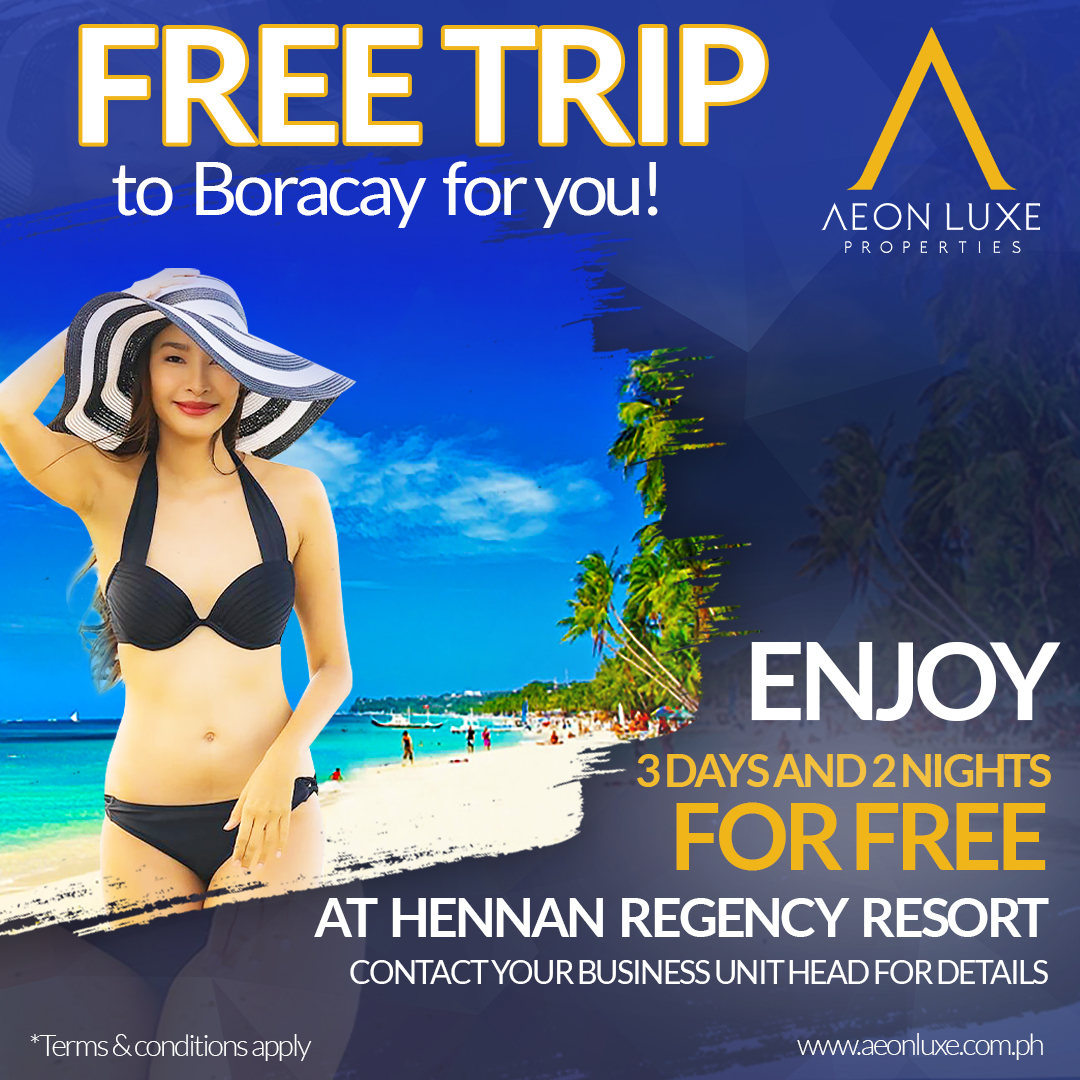 FREE TRIP
to Boracay for you!
AEON LUXE
PROPERTIES
ENJOY
3 DAYS AND 2 NIGHTS
FOR FREE
AT HENNAN REGENCY RESORT
CONTACT YOUR BUSINESS UNIT HEAD FOR DETAILS
*Terms & conditions apply
www.aeonluxe.com.ph